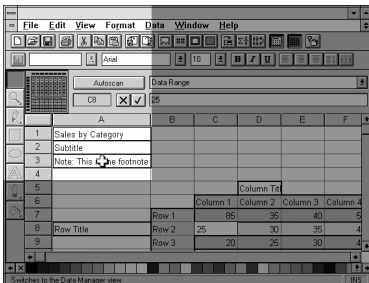 File Edit View Format Data Window Help
Arial 10 B I U
Autoscan Data Range
C8 25
A B C D E F
1 Sales by Category
2 Subtitle
3 Note: This ne footnote
4
5 Column Titl
6 Column 1 Column 2 Column 3 Column 4
7 Row 1 85 35 40 5
8 Row Title Row 2 25 30 35 4
9 Row 3 20 25 30 4
Switches to the Data Manager view INS